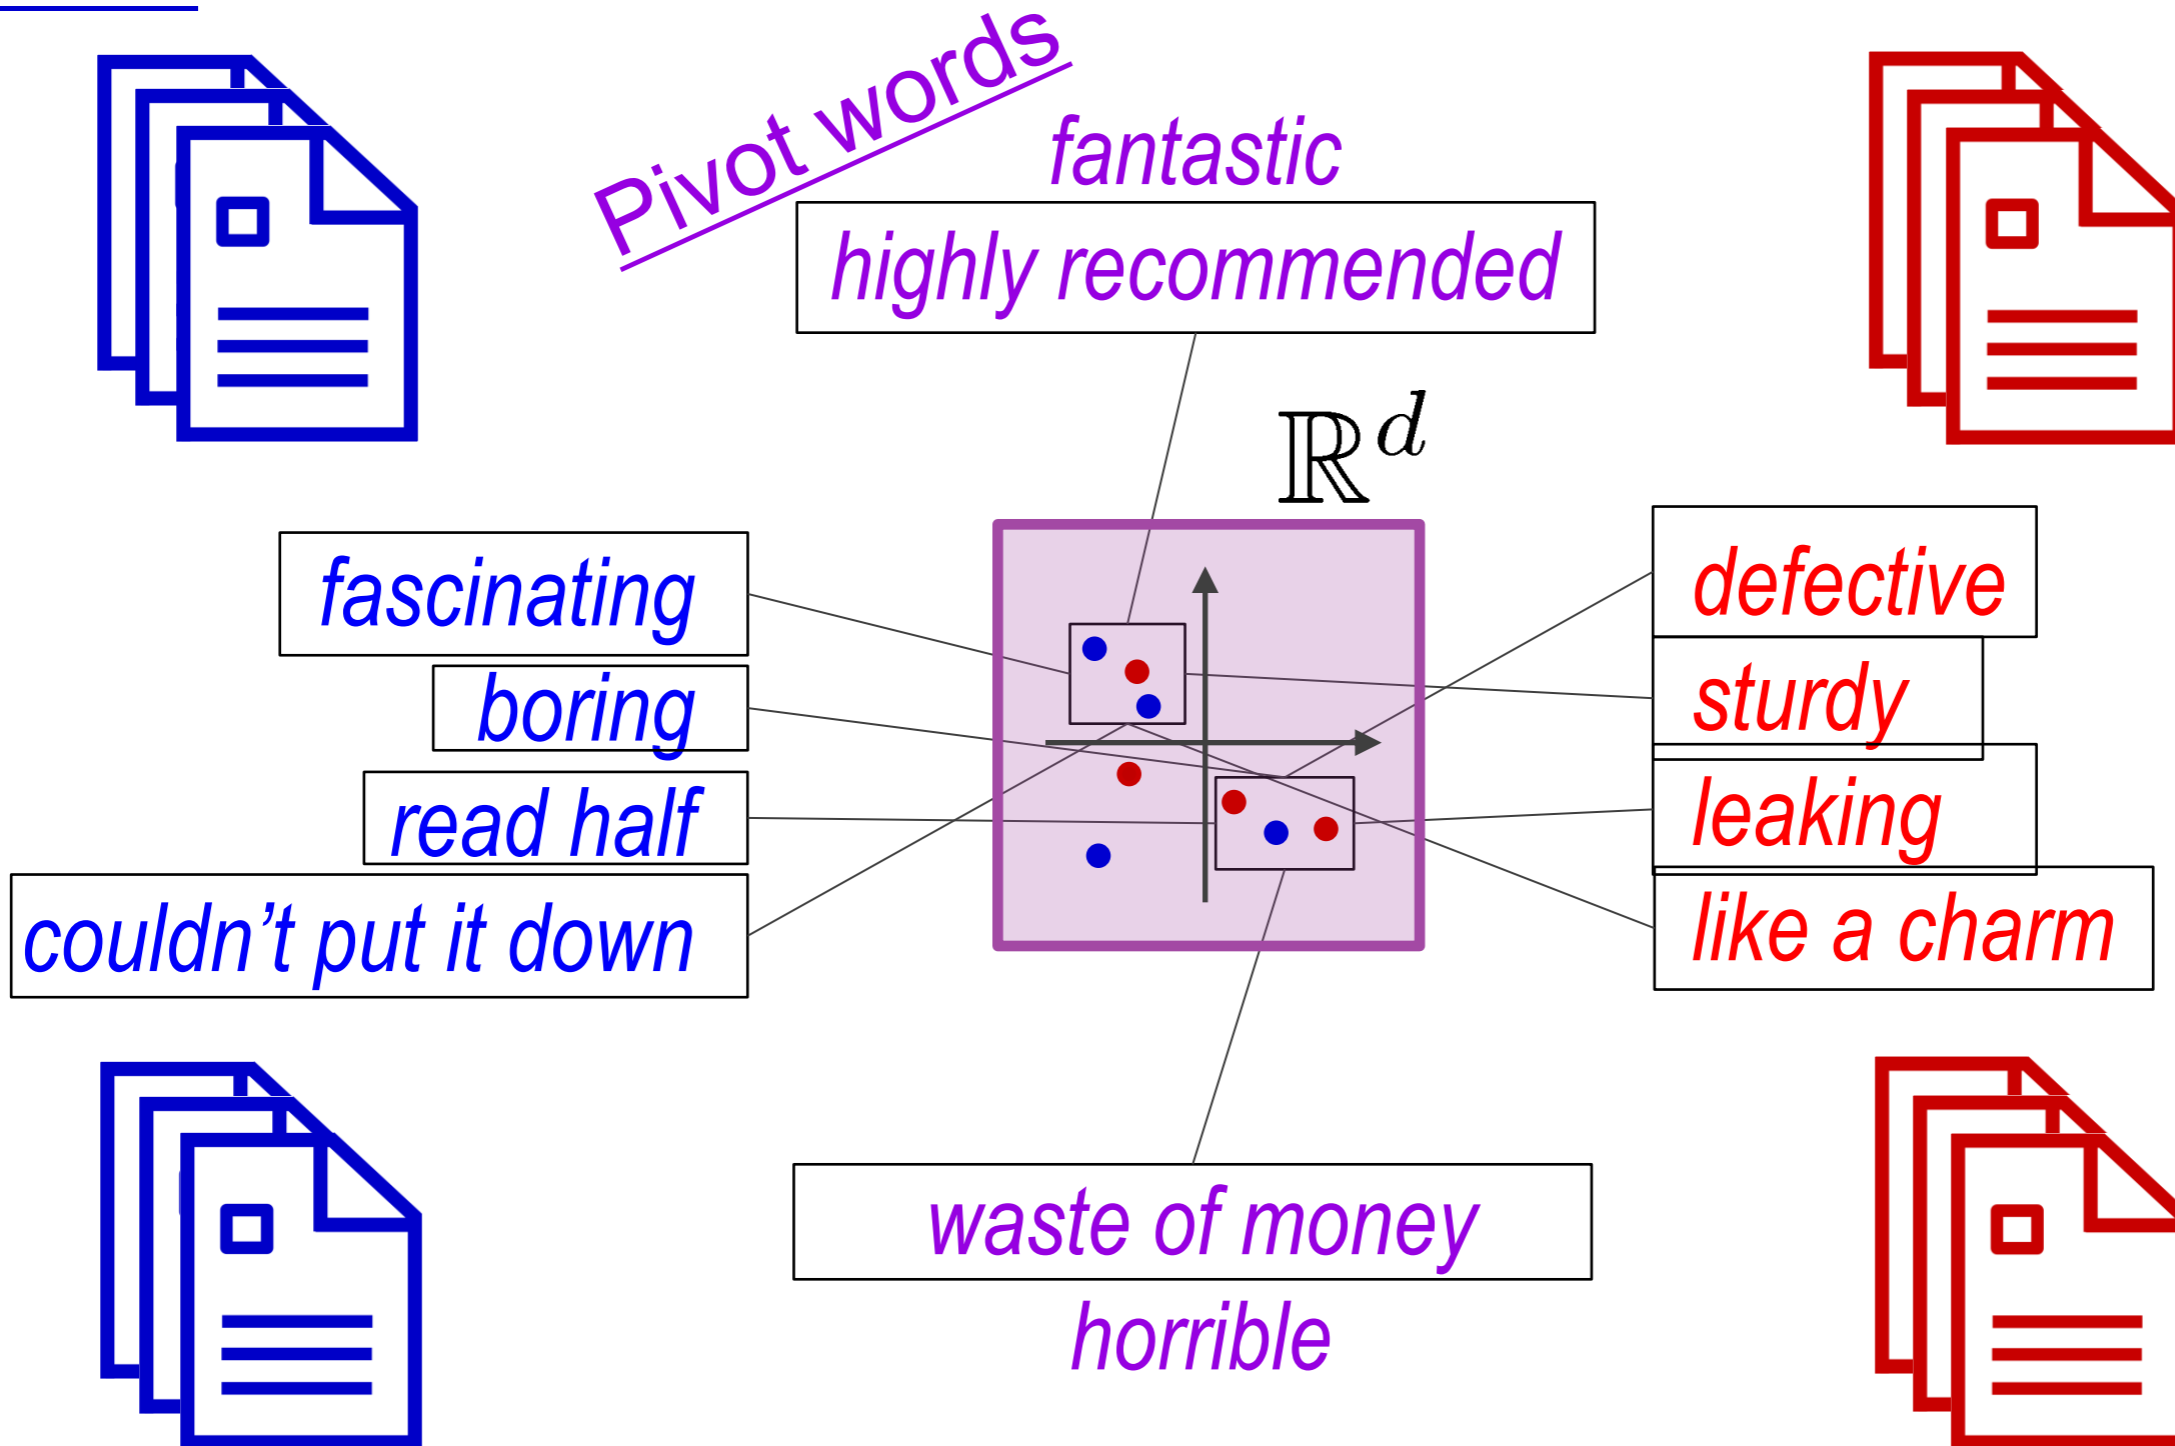 Pivot words
fantastic
highly recommended
ℝᵈ
fascinating
boring
read half
couldn't put it down
defective
sturdy
leaking
like a charm
waste of money
horrible